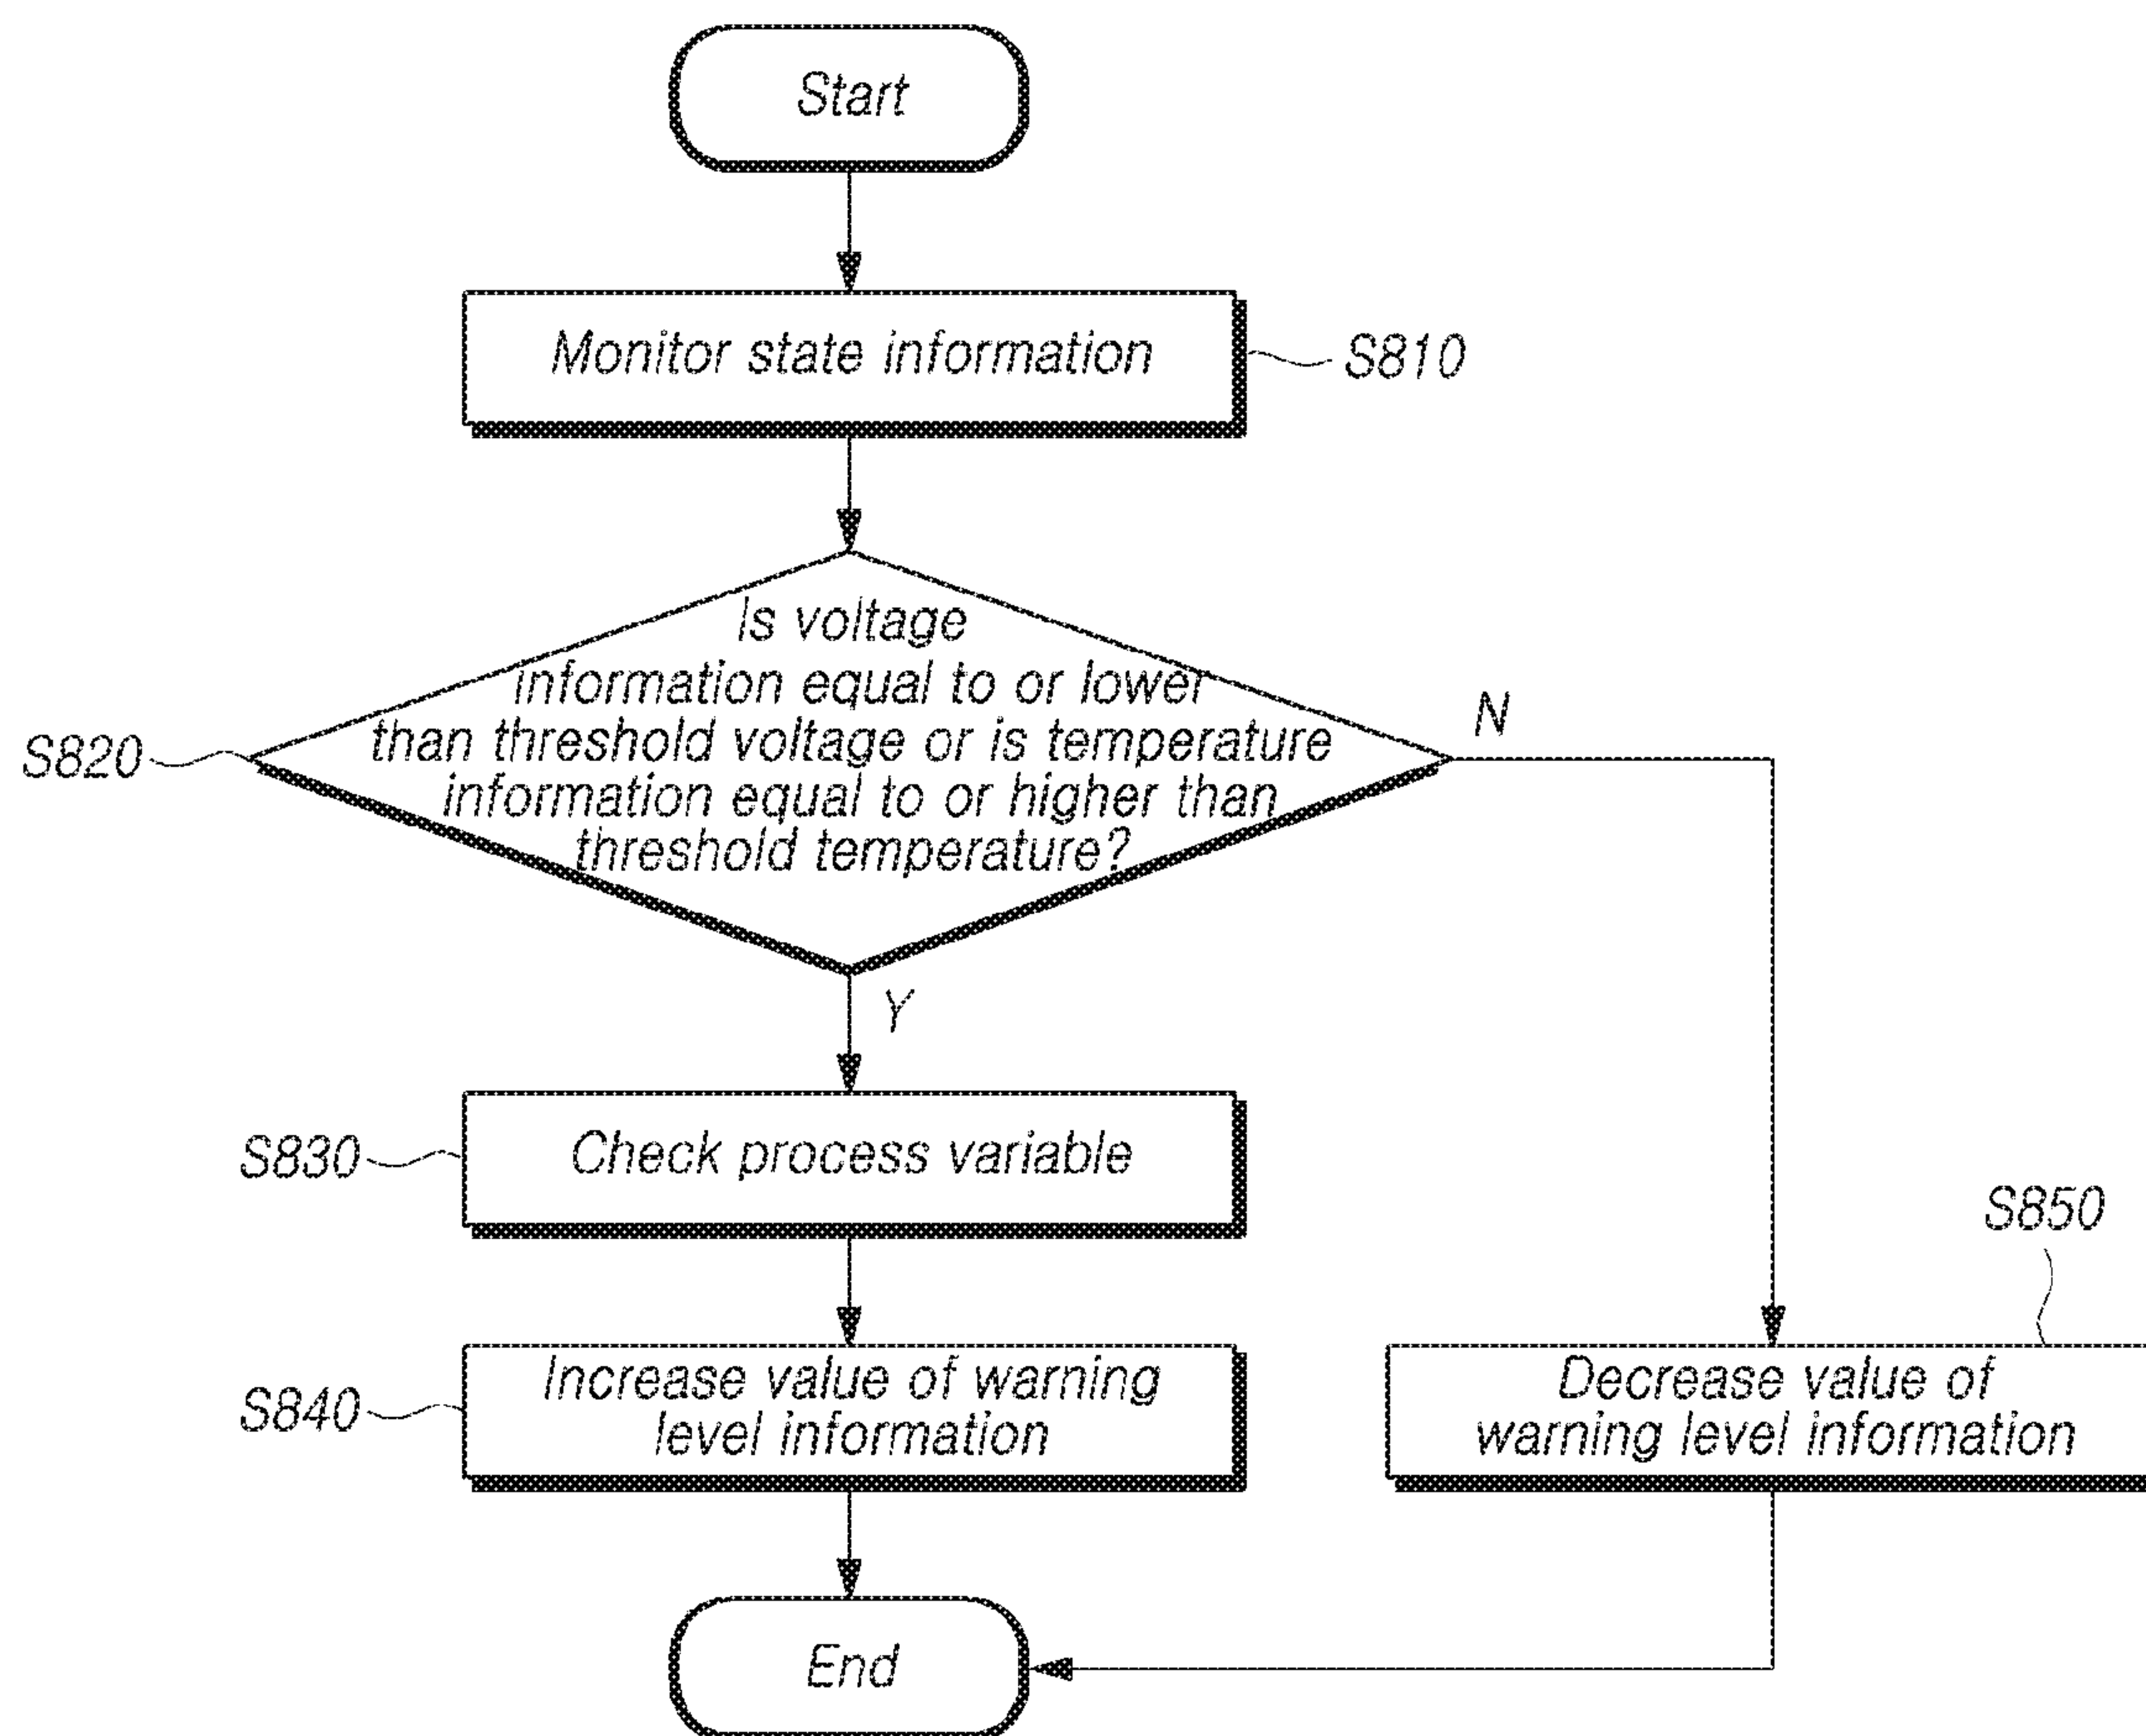 Start
Monitor state information
S810
Is voltage
information equal to or lower
than threshold voltage or is temperature
information equal to or higher than
threshold temperature?
S820
N
Y
Check process variable
S830
Increase value of warning
level information
S840
S850
Decrease value of
warning level information
End